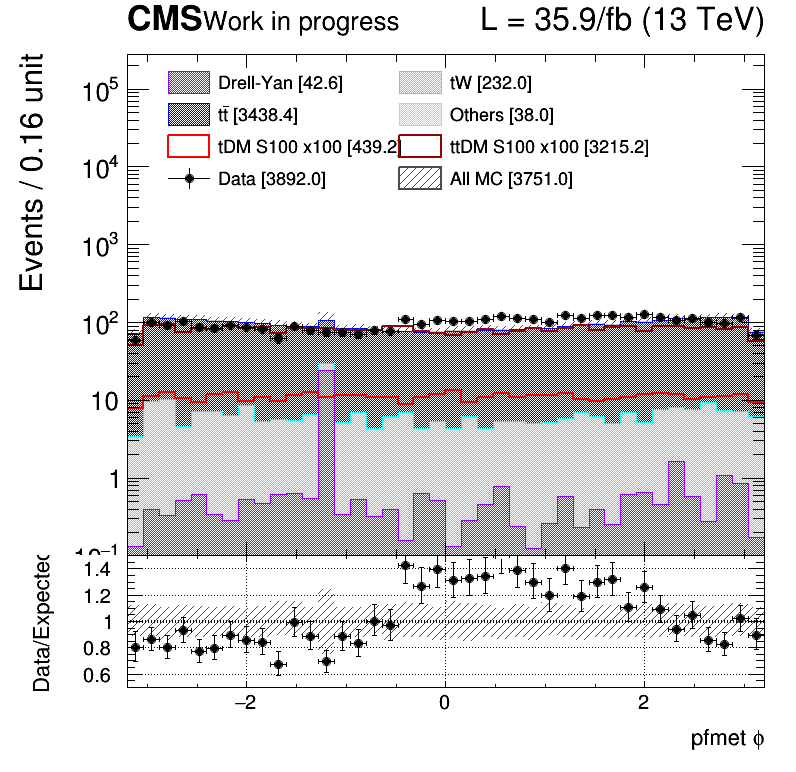 CMS Work in progress L = 35.9/fb (13 TeV)
Events / 0.16 unit
Drell-Yan [42.6] tW [232.0]
tt̄ [3438.4] Others [38.0]
tDM S100 x100 [439.2] ttDM S100 x100 [3215.2]
Data [3892.0] All MC [3751.0]
10⁵
10⁴
10³
10²
10
1
10⁻¹
Data/Expected
1.4
1.2
1
0.8
0.6
−2 0 2
pfmet ϕ